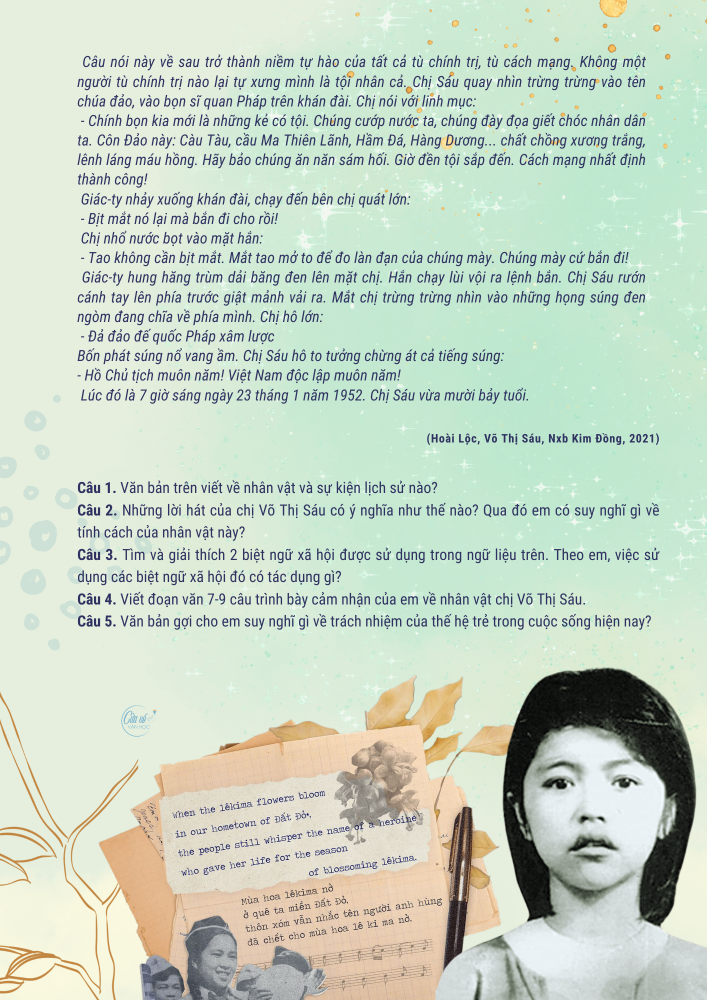 Câu nói này về sau trở thành niềm tự hào của tất cả tù chính trị, tù cách mạng. Không một
người tù chính trị nào lại tự xưng mình là tội nhân cả. Chị Sáu quay nhìn trừng trừng vào tên
chúa đảo, vào bọn sĩ quan Pháp trên khán đài. Chị nói với linh mục:
- Chính bọn kia mới là những kẻ có tội. Chúng cướp nước ta, chúng đày đọa giết chóc nhân dân
ta. Côn Đảo này: Càu Tàu, cầu Ma Thiên Lãnh, Hầm Đá, Hàng Dương... chất chồng xương trắng,
lênh láng máu hồng. Hãy bảo chúng ăn năn sám hối. Giờ đền tội sắp đến. Cách mạng nhất định
thành công!
Giác-ty nhảy xuống khán đài, chạy đến bên chị quát lớn:
- Bịt mắt nó lại mà bắn đi cho rồi!
Chị nhổ nước bọt vào mặt hắn:
- Tao không cần bịt mắt. Mắt tao mở to để đo làn đạn của chúng mày. Chúng mày cứ bắn đi!
Giác-ty hung hăng trùm dải băng đen lên mặt chị. Hắn chạy lùi vội ra lệnh bắn. Chị Sáu rướn
cánh tay lên phía trước giật mảnh vải ra. Mắt chị trừng trừng nhìn vào những họng súng đen
ngòm đang chĩa về phía mình. Chị hô lớn:
- Đả đảo đế quốc Pháp xâm lược
Bốn phát súng nổ vang ầm. Chị Sáu hô to tưởng chừng át cả tiếng súng:
- Hồ Chủ tịch muôn năm! Việt Nam độc lập muôn năm!
Lúc đó là 7 giờ sáng ngày 23 tháng 1 năm 1952. Chị Sáu vừa mười bảy tuổi.
(Hoài Lộc, Võ Thị Sáu, Nxb Kim Đồng, 2021)
Câu 1. Văn bản trên viết về nhân vật và sự kiện lịch sử nào?
Câu 2. Những lời hát của chị Võ Thị Sáu có ý nghĩa như thế nào? Qua đó em có suy nghĩ gì về
tính cách của nhân vật này?
Câu 3. Tìm và giải thích 2 biệt ngữ xã hội được sử dụng trong ngữ liệu trên. Theo em, việc sử
dụng các biệt ngữ xã hội đó có tác dụng gì?
Câu 4. Viết đoạn văn 7-9 câu trình bày cảm nhận của em về nhân vật chị Võ Thị Sáu.
Câu 5. Văn bản gợi cho em suy nghĩ gì về trách nhiệm của thế hệ trẻ trong cuộc sống hiện nay?
Cửa sổ
VĂN HỌC
When the lêkima flowers bloom
in our hometown of Đất Đỏ*,
the people still whisper the name of a heroine
who gave her life for the season
of blossoming lêkima.
Mùa hoa lêkima nở
ở quê ta miền Đất Đỏ,
thôn xóm vẫn nhắc tên người anh hùng
đã chết cho mùa hoa lê ki ma nở.